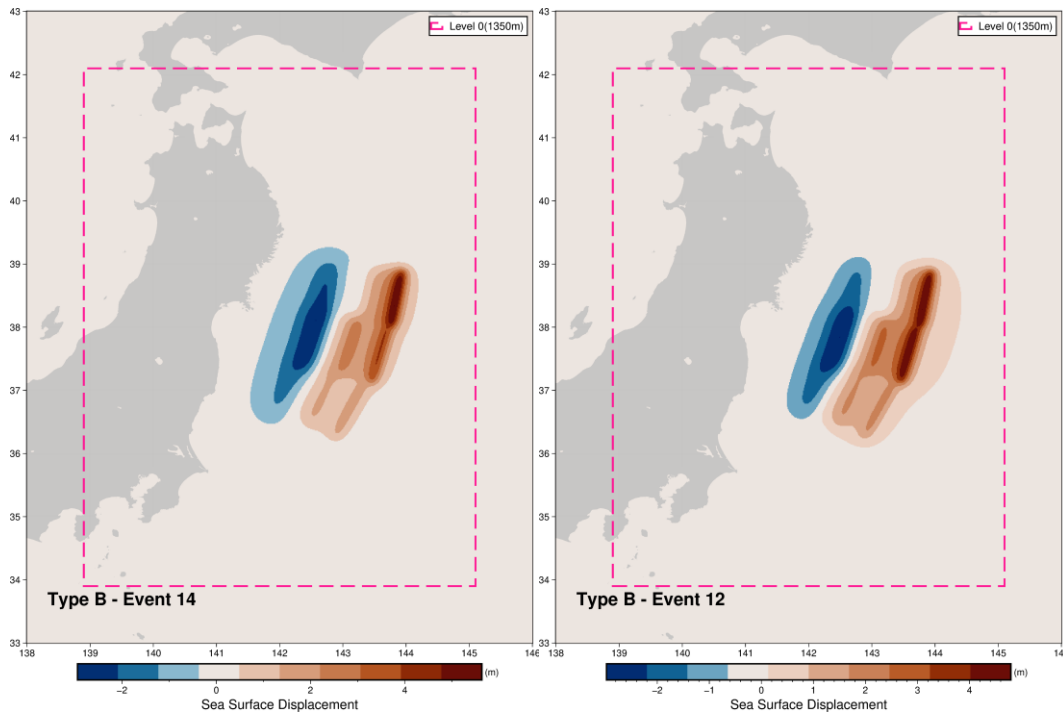 43
42
41
40
39
38
37
36
35
34
33
138 139 140 141 142 143 144 145 146
Level 0(1350m)
Type B - Event 14
-2 0 2 4 (m)
Sea Surface Displacement
43
42
41
40
39
38
37
36
35
34
33
138 139 140 141 142 143 144 145 146
Level 0(1350m)
Type B - Event 12
-2 -1 0 1 2 3 4 (m)
Sea Surface Displacement